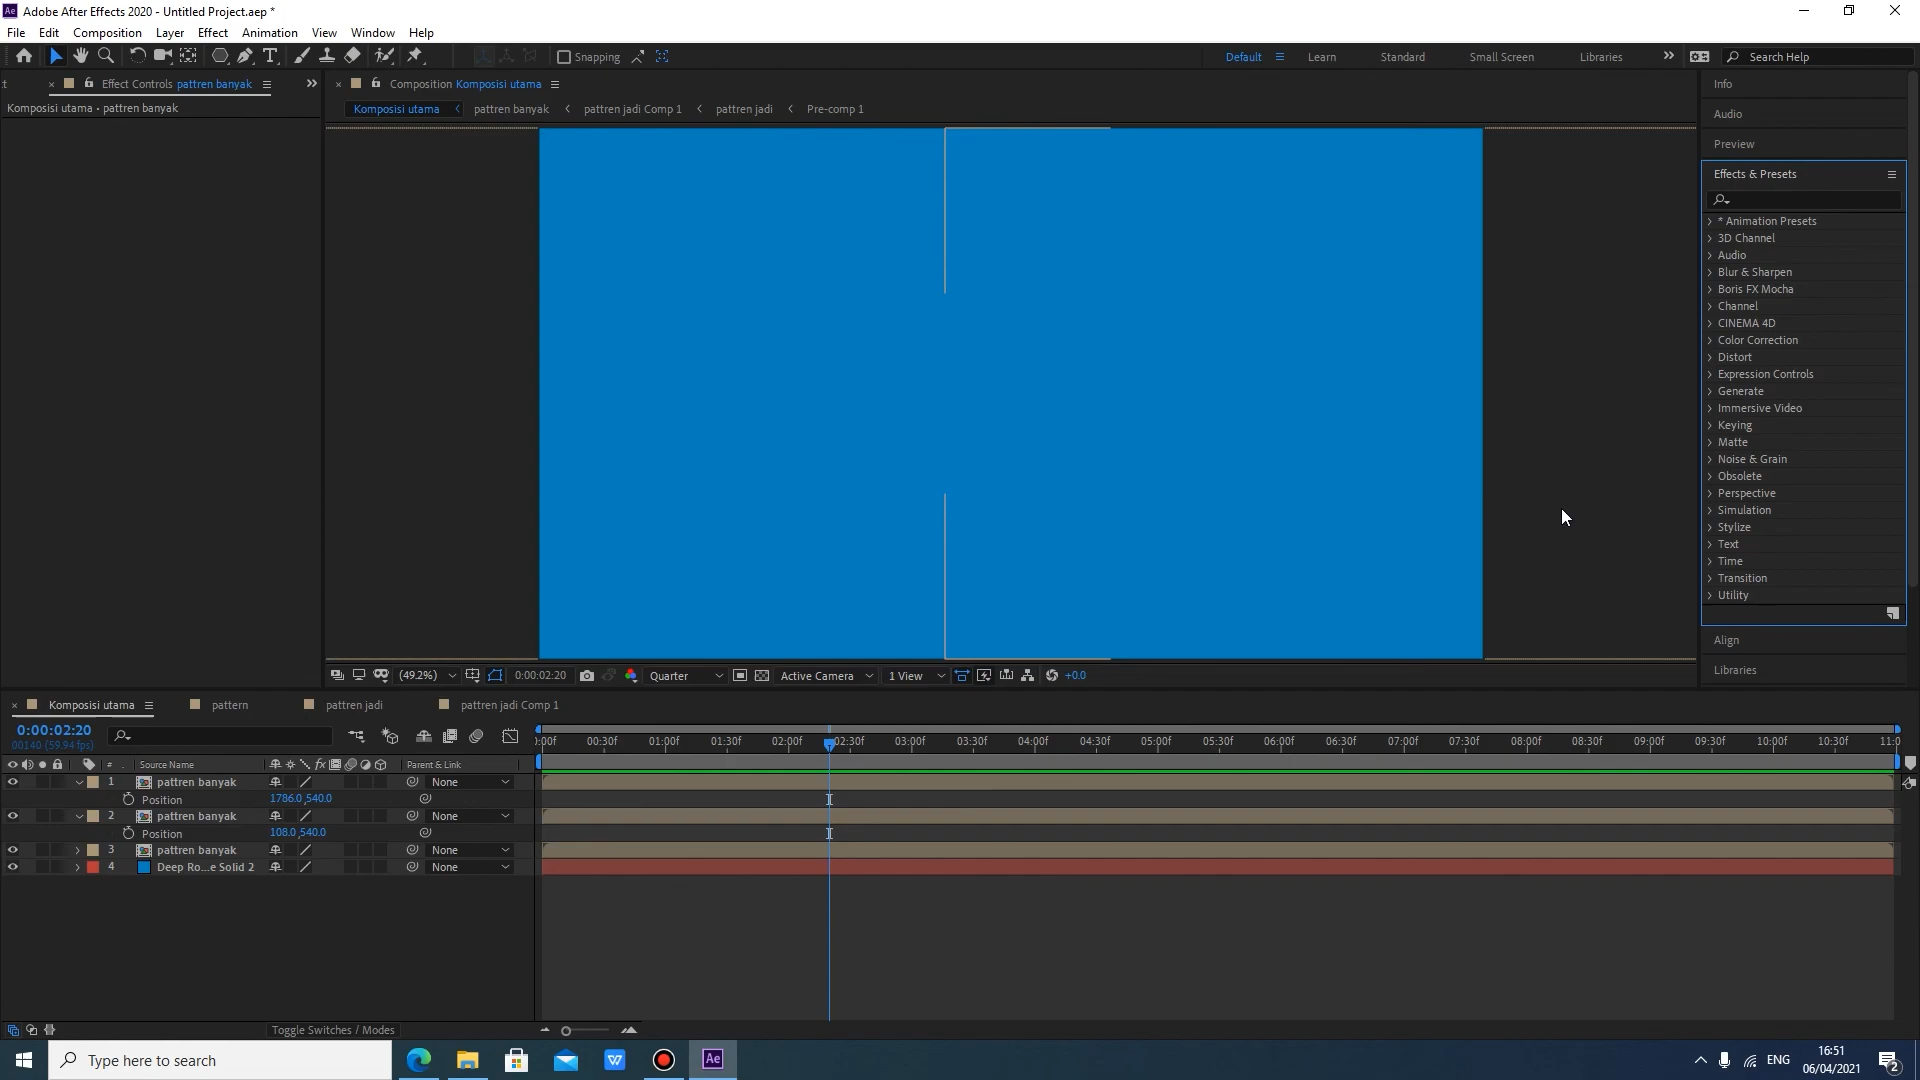 Adobe After Effects 2020 - Untitled Project.aep *
File Edit Composition Layer Effect Animation View Window Help
Snapping Default Learn Standard Small Screen Libraries Search Help
Effect Controls pattren banyak
Composition Komposisi utama
Komposisi utama • pattren banyak
Komposisi utama pattren banyak pattren jadi Comp 1 pattren jadi Pre-comp 1
Info
Audio
Preview
Effects & Presets
* Animation Presets
3D Channel
Audio
Blur & Sharpen
Boris FX Mocha
Channel
CINEMA 4D
Color Correction
Distort
Expression Controls
Generate
Immersive Video
Keying
Matte
Noise & Grain
Obsolete
Perspective
Simulation
Stylize
Text
Time
Transition
Utility
Align
Libraries
(49.2%) 0:00:02:20 Quarter Active Camera 1 View +0.0
Komposisi utama pattern pattren jadi pattren jadi Comp 1
0:00:02:20
00140 (59.94 fps)
:00f 00:30f 01:00f 01:30f 02:00f 02:30f 03:00f 03:30f 04:00f 04:30f 05:00f 05:30f 06:00f 06:30f 07:00f 07:30f 08:00f 08:30f 09:00f 09:30f 10:00f 10:30f 11:0
# . Source Name fx Parent & Link
1 pattren banyak None
Position 1786.0,540.0
2 pattren banyak None
Position 108.0,540.0
3 pattren banyak None
4 Deep Ro...e Solid 2 None
Toggle Switches / Modes
Type here to search
Ae
ENG
16:51
06/04/2021
2